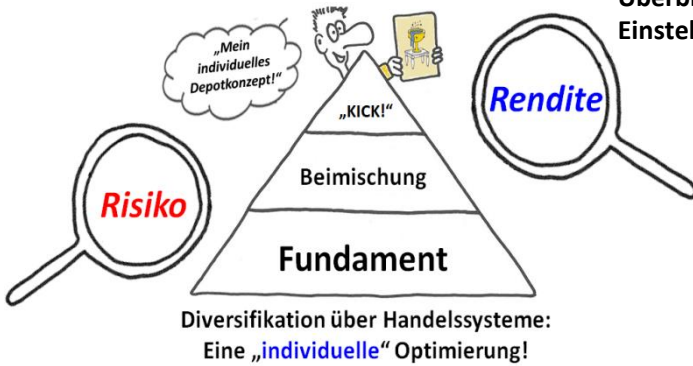 „Mein
individuelles
Depotkonzept!“
Rendite
„KICK!“
Beimischung
Risiko
Fundament
Diversifikation über Handelssysteme:
Eine „individuelle“ Optimierung!